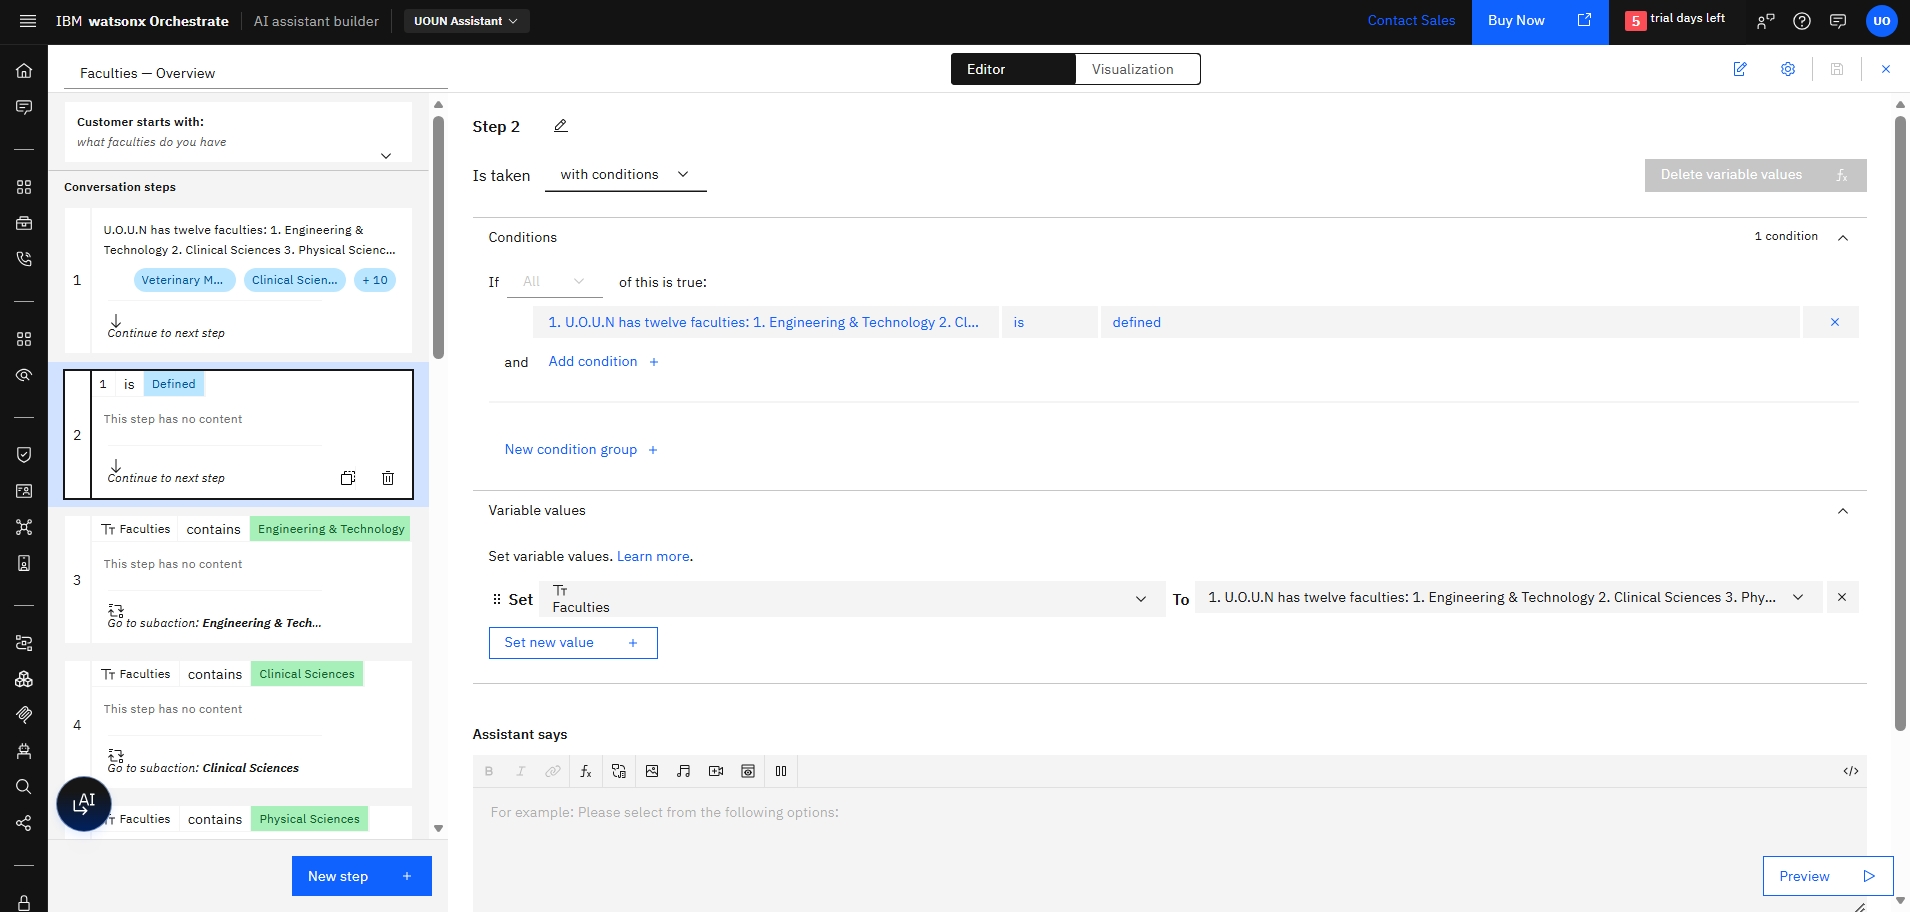 IBM watsonx Orchestrate
AI assistant builder
UOUN Assistant
Contact Sales
Buy Now
5 trial days left
UO
Faculties — Overview
Editor
Visualization
Customer starts with:
what faculties do you have
Conversation steps
1
U.O.U.N has twelve faculties: 1. Engineering &
Technology 2. Clinical Sciences 3. Physical Scienc...
Veterinary M...
Clinical Scien...
+ 10
Continue to next step
2
1 is Defined
This step has no content
Continue to next step
3
Faculties contains Engineering & Technology
This step has no content
Go to subaction: Engineering & Tech...
4
Faculties contains Clinical Sciences
This step has no content
Go to subaction: Clinical Sciences
AI
Faculties contains Physical Sciences
New step +
Step 2
Is taken with conditions
Delete variable values fx
Conditions
1 condition
If All of this is true:
1. U.O.U.N has twelve faculties: 1. Engineering & Technology 2. Cl... is defined
and Add condition +
New condition group +
Variable values
Set variable values. Learn more.
Set Faculties To 1. U.O.U.N has twelve faculties: 1. Engineering & Technology 2. Clinical Sciences 3. Phy...
Set new value +
Assistant says
B I fx </>
For example: Please select from the following options:
Preview